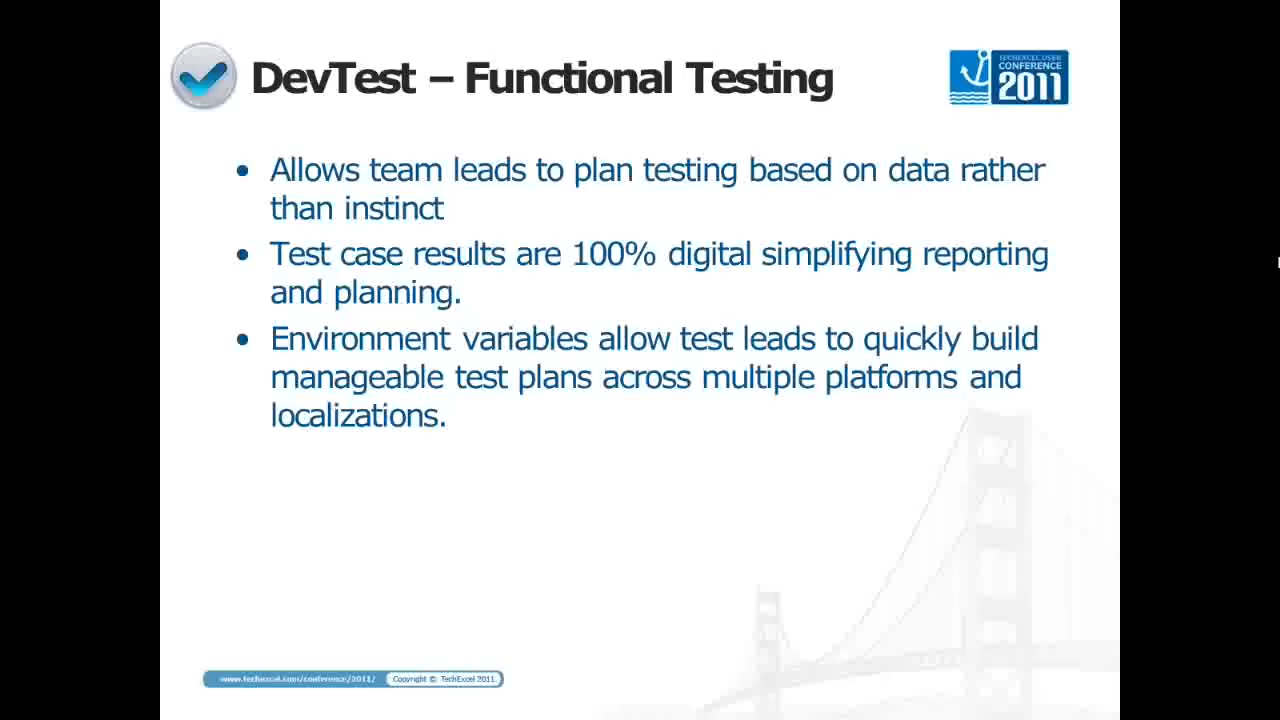 DevTest – Functional Testing
TECHEXCEL USER
CONFERENCE
2011
• Allows team leads to plan testing based on data rather
than instinct
• Test case results are 100% digital simplifying reporting
and planning.
• Environment variables allow test leads to quickly build
manageable test plans across multiple platforms and
localizations.
www.techexcel.com/conference/2011/ Copyright © TechExcel 2011